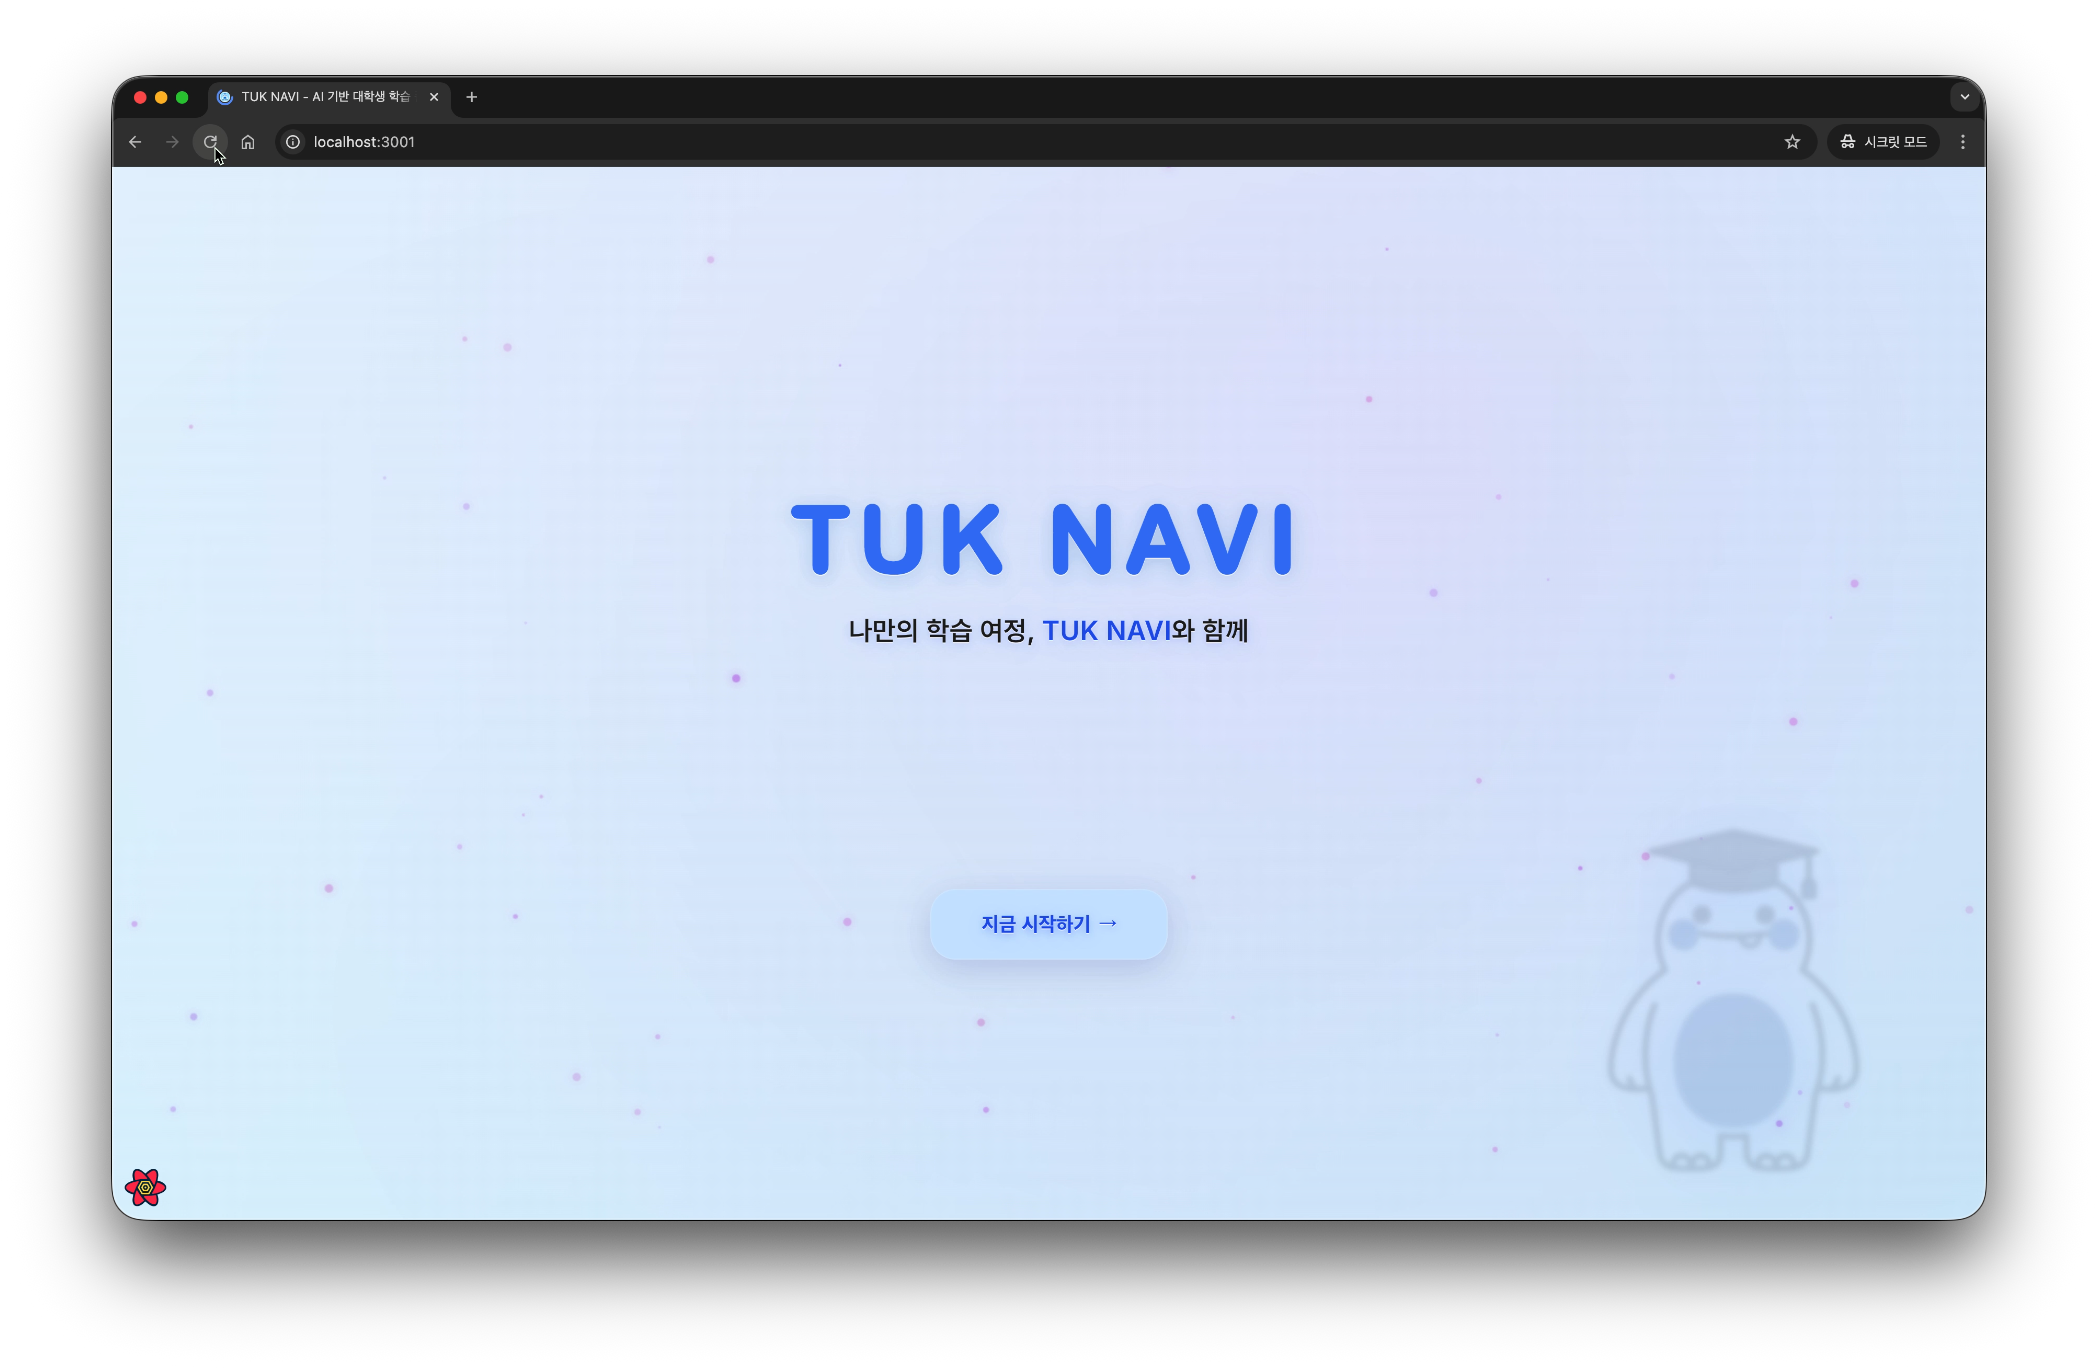 TUK NAVI - AI 기반 대학생 학습
localhost:3001
시크릿 모드
TUK NAVI
나만의 학습 여정, TUK NAVI와 함께
지금 시작하기 →